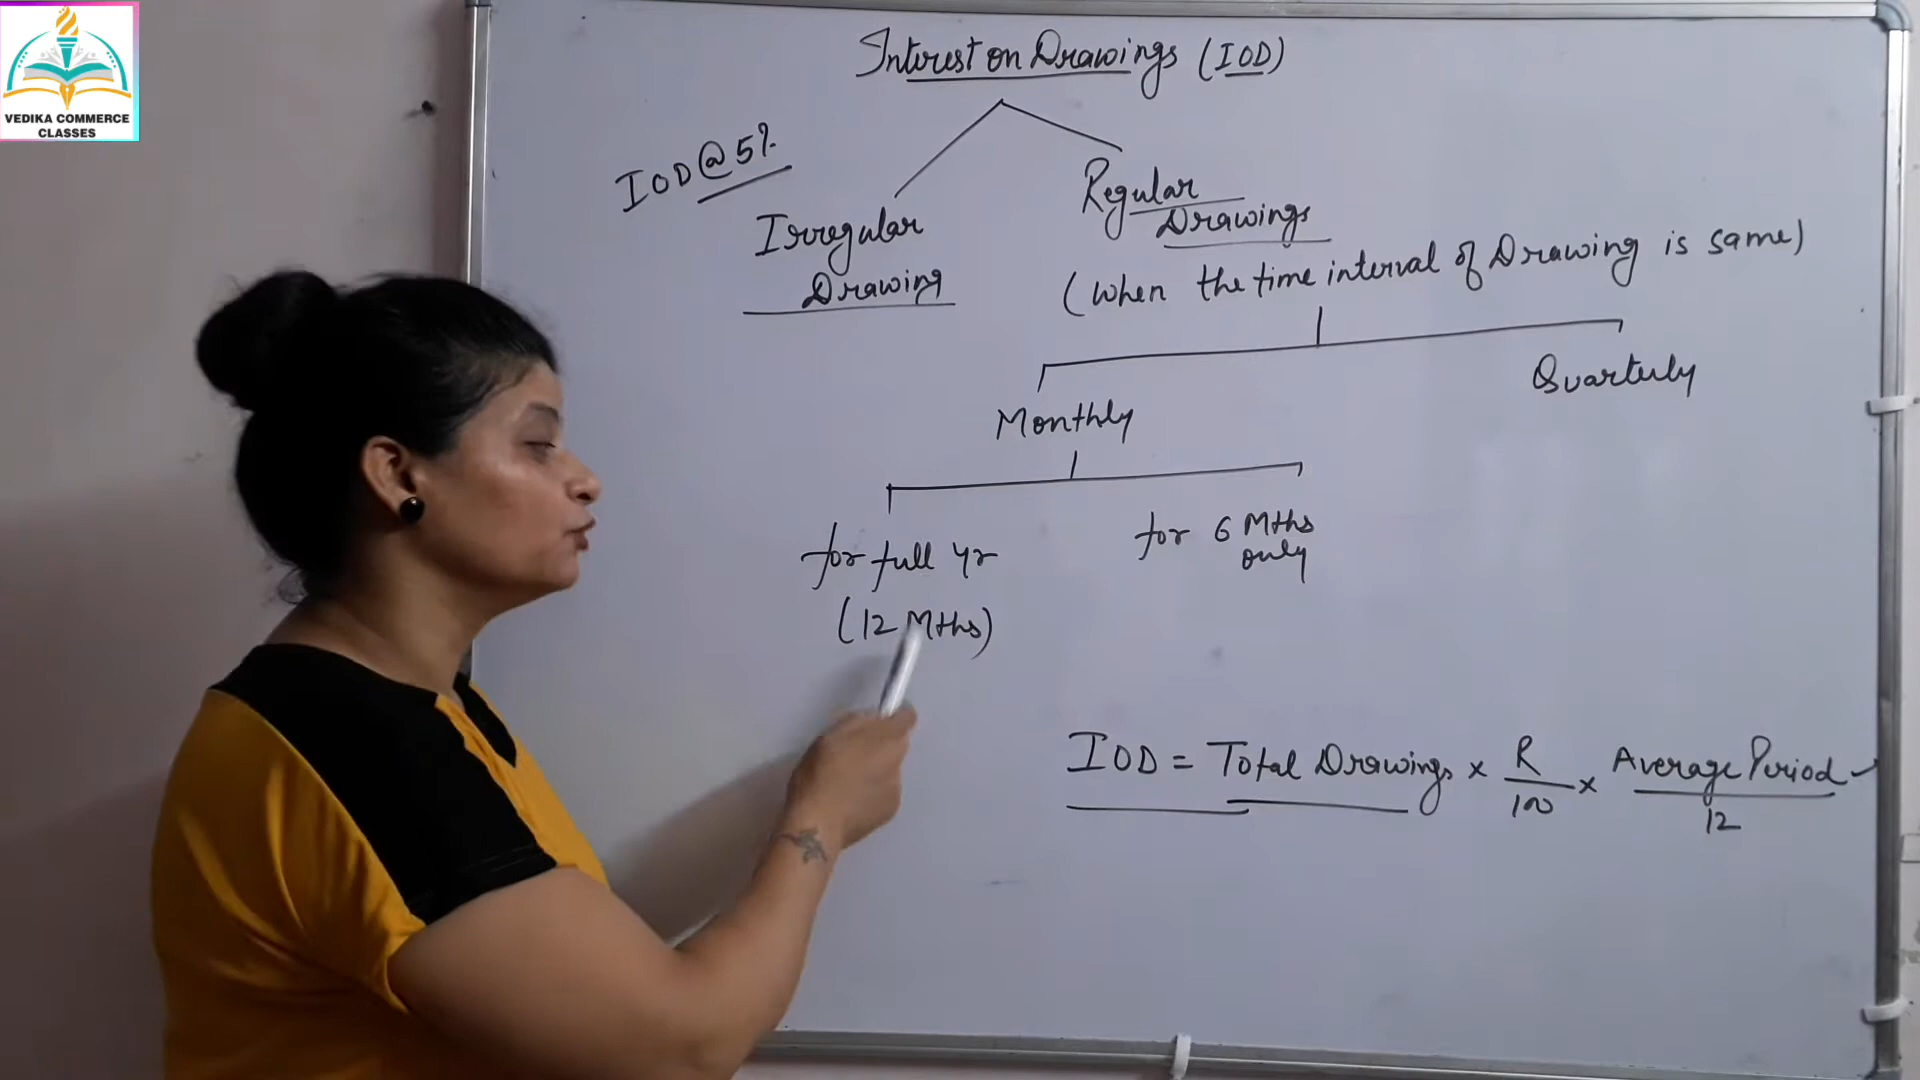 VEDIKA COMMERCE
CLASSES
Interest on Drawings (IOD)
IOD @ 5%
Irregular
Drawing
Regular
Drawings
(when the time interval of Drawing is same)
Monthly
Quarterly
for full yr
(12 Mths)
for 6 Mths
only
IOD = Total Drawings × R/100 × Average Period/12